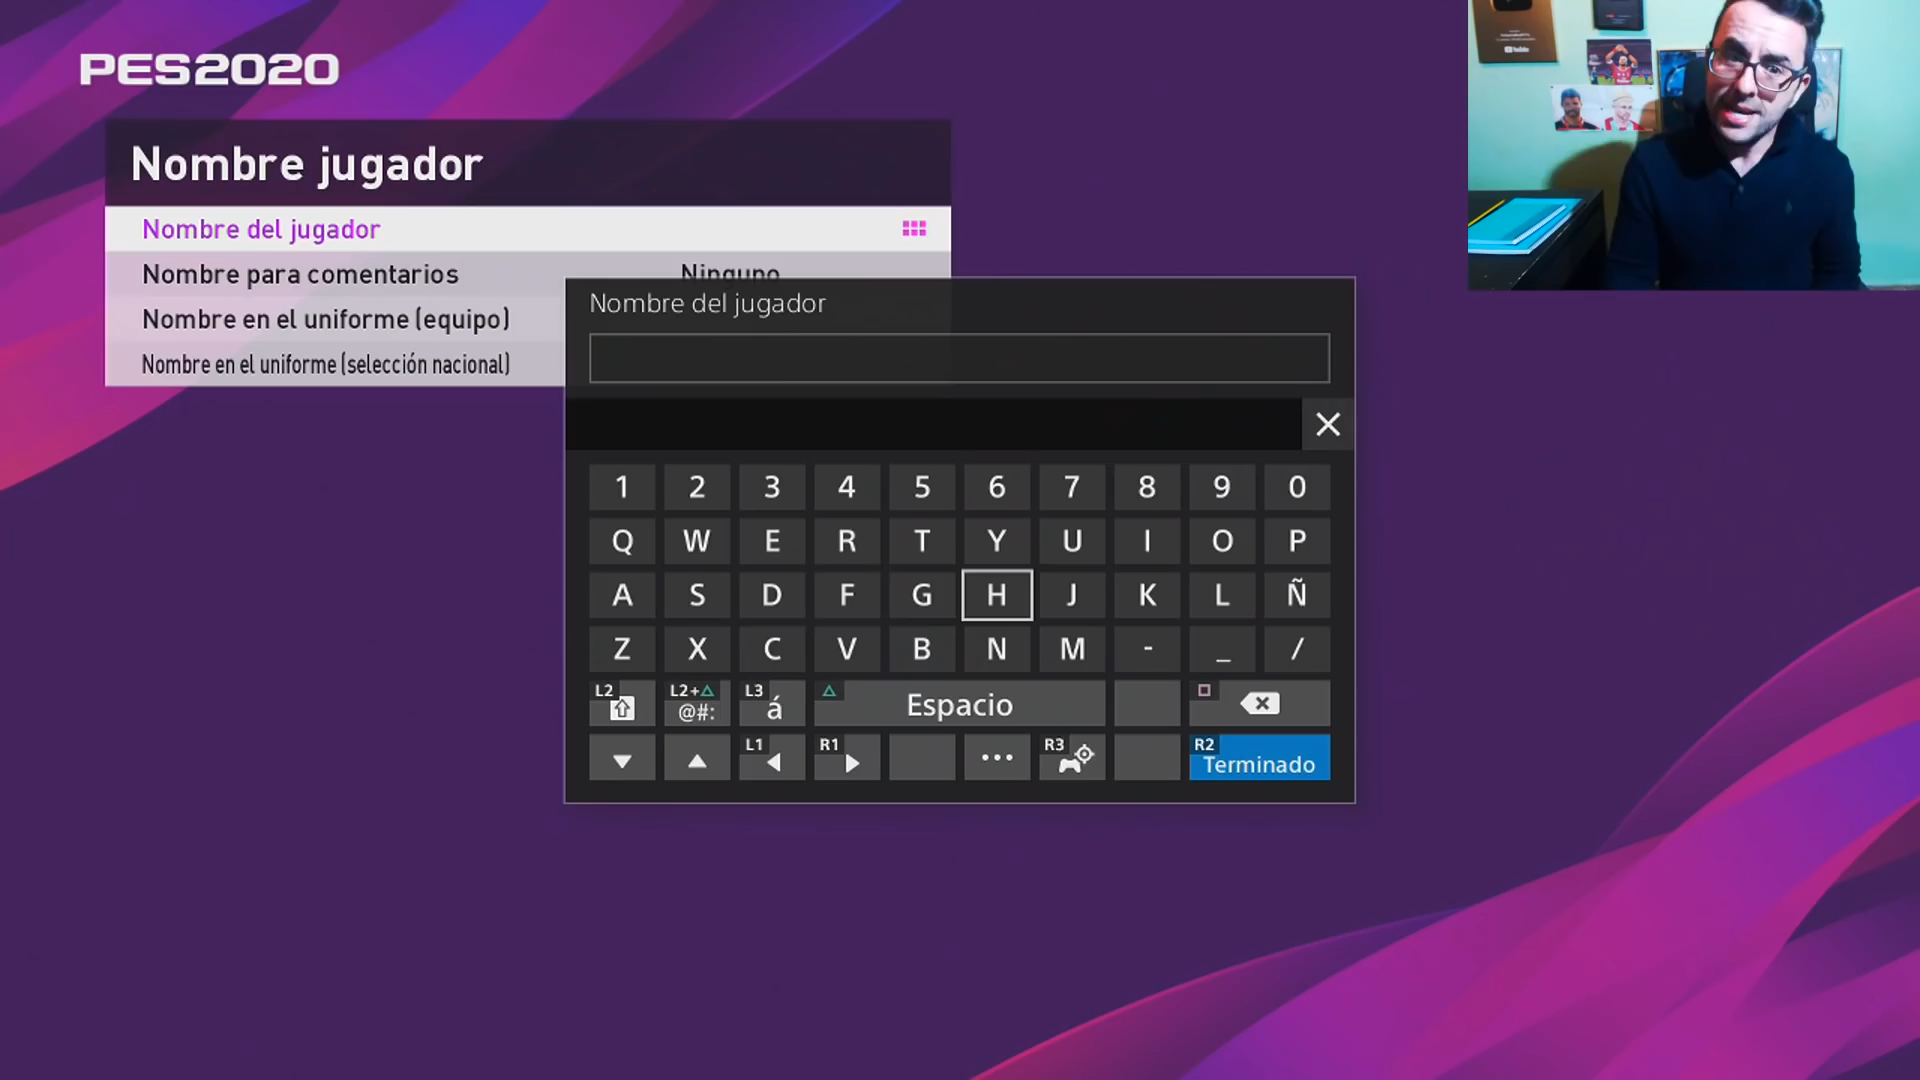 PES2020
Nombre jugador
Nombre del jugador
Nombre para comentarios Ninguno
Nombre en el uniforme (equipo)
Nombre en el uniforme (selección nacional)
Nombre del jugador
1 2 3 4 5 6 7 8 9 0
Q W E R T Y U I O P
A S D F G H J K L Ñ
Z X C V B N M - _ /
L2 L2+△ @#: L3 á △ Espacio
L1 R1 ... R3 R2 Terminado
YouTube